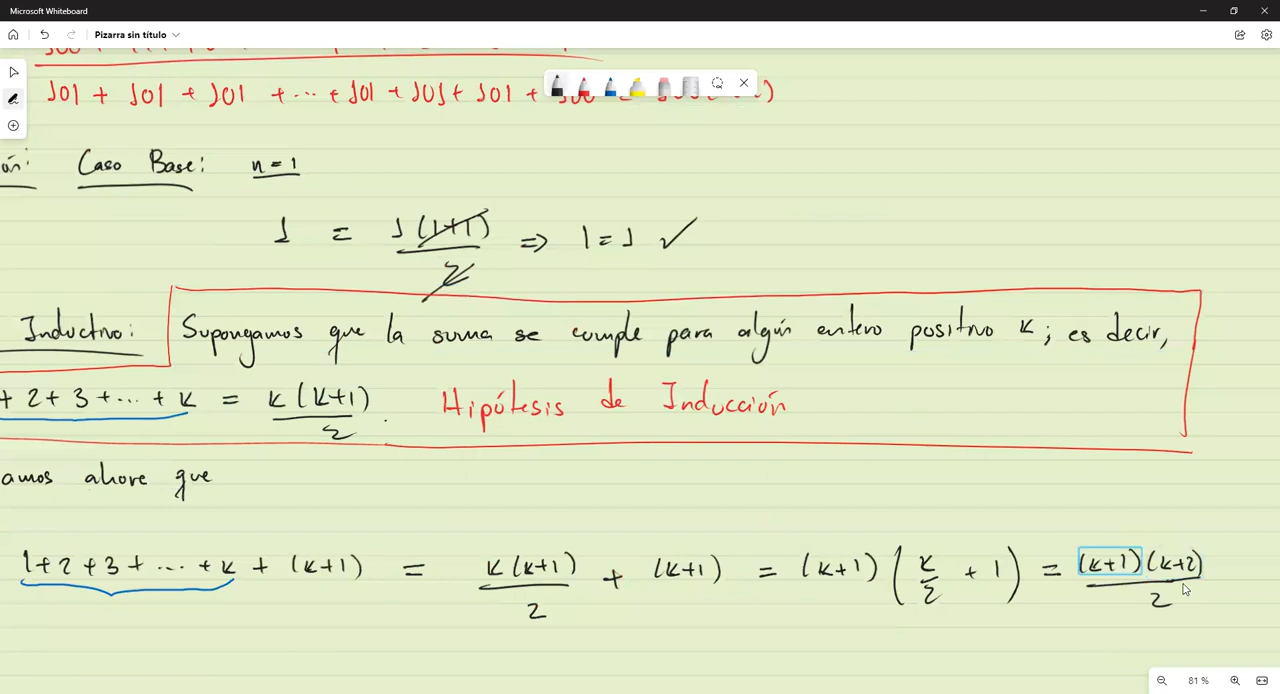 Microsoft Whiteboard
Pizarra sin título
101 + 101 + 101 + ... + 101 + 101 + 101 +
ón: Caso Base: n = 1
1 = 1(1+1)/2 => 1 = 1 ✓
Inductivo: Supongamos que la suma se cumple para algún entero positivo k; es decir,
+ 2 + 3 + ... + k = k(k+1)/2 . Hipótesis de Inducción
amos ahora que
1 + 2 + 3 + ... + k + (k+1) = k(k+1)/2 + (k+1) = (k+1)(k/2 + 1) = (k+1)(k+2)/2
81 %